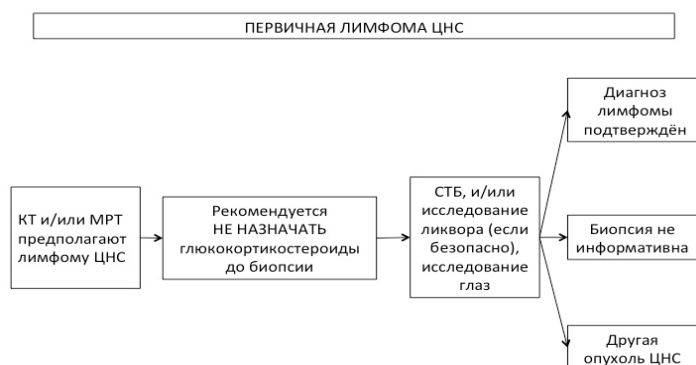 ПЕРВИЧНАЯ ЛИМФОМА ЦНС
КТ и/или МРТ
предполагают
лимфому ЦНС
Рекомендуется
НЕ НАЗНАЧАТЬ
глюкокортикостероиды
до биопсии
СТБ, и/или
исследование
ликвора (если
безопасно),
исследование
глаз
Диагноз
лимфомы
подтверждён
Биопсия не
информативна
Другая
опухоль ЦНС